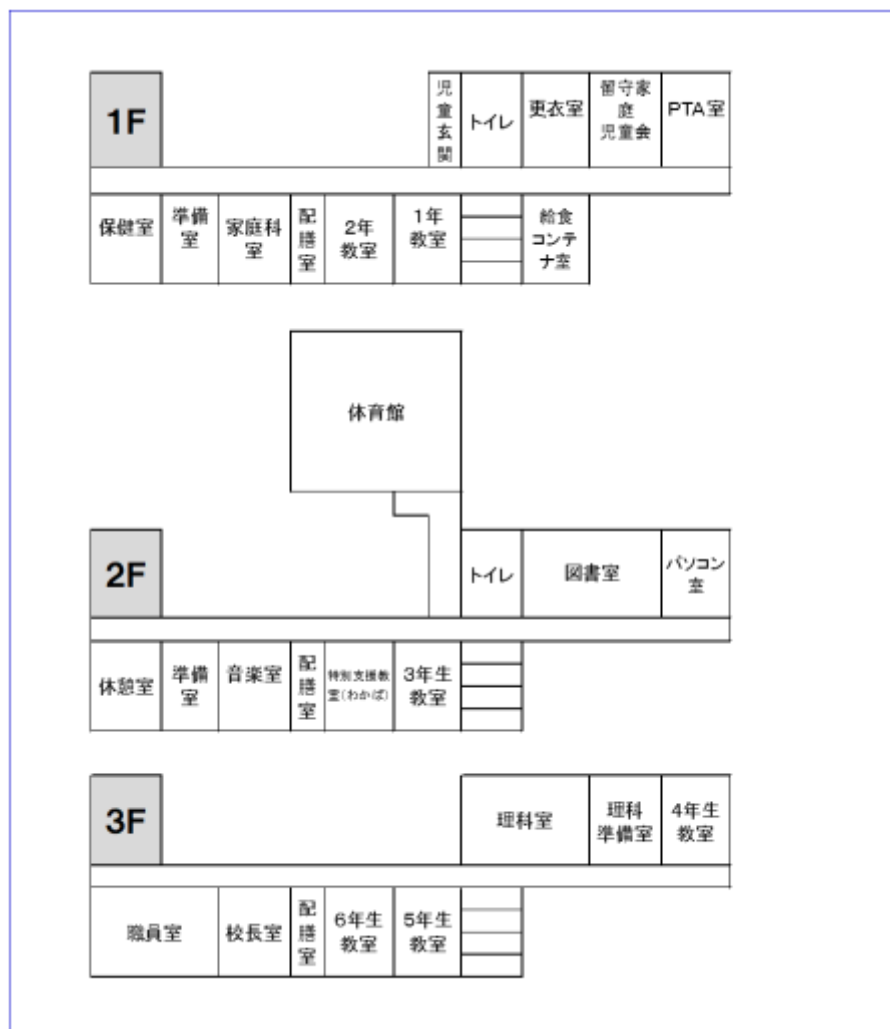 1F
児
童
玄
関
トイレ
更衣室
留守家
庭
児童会
PTA室
保健室
準備
室
家庭科
室
配
膳
室
2年
教室
1年
教室
給食
コンテ
ナ室
体育館
2F
トイレ
図書室
パソコン
室
休憩室
準備
室
音楽室
配
膳
室
特別支援教
室(わかば)
3年生
教室
3F
理科室
理科
準備室
4年生
教室
職員室
校長室
配
膳
室
6年生
教室
5年生
教室